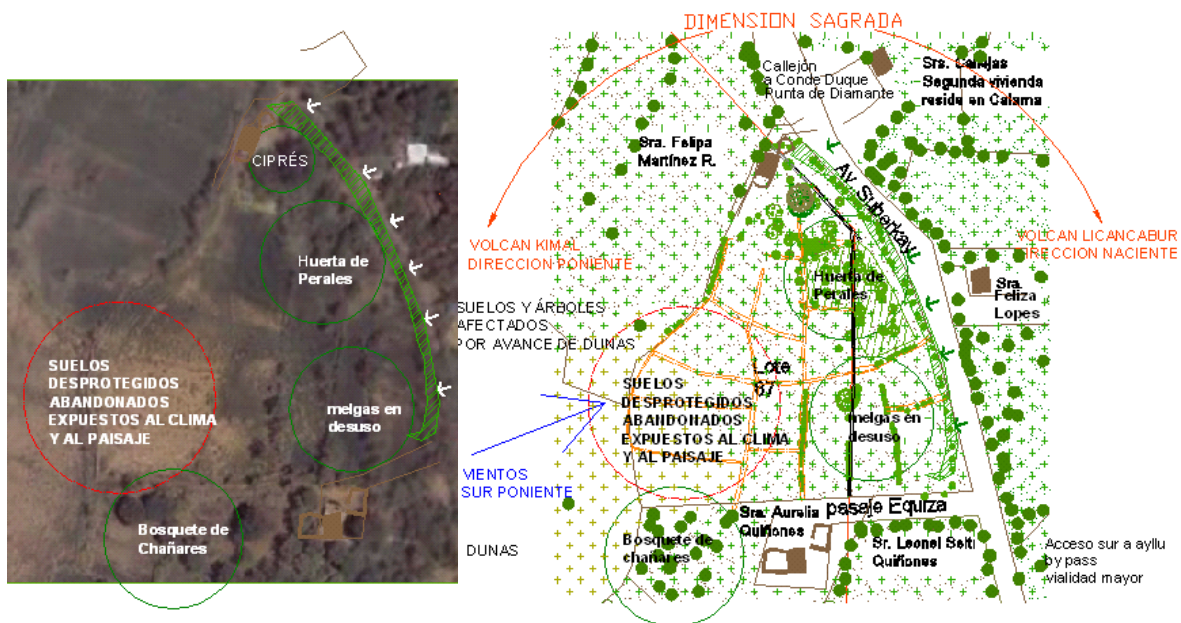 DIMENSION SAGRADA
CIPRÉS
Huerta de
Perales
SUELOS
DESPROTEGIDOS
ABANDONADOS
EXPUESTOS AL CLIMA
Y AL PAISAJE
melgas en
desuso
Bosquete de
Chañares
Callejón
a Conde Duque
Punta de Diamante
Srs.
Segunda vivienda
reside en Calama
Sra. Felipa
Martínez R.
Av. Suberkay
VOLCAN KIMAL
DIRECCION PONIENTE
VOLCAN LICANCABUR
DIRECCION NACIENTE
Sra.
Feliza
Lopes
SUELOS Y ÁRBOLES
AFECTADOS
POR AVANCE DE DUNAS
Huerta de
Perales
Lote
87
SUELOS
DESPROTEGIDOS
ABANDONADOS
EXPUESTOS AL CLIMA
Y AL PAISAJE
melgas en
desuso
VIENTOS
SUR PONIENTE
DUNAS
Bosquete de
chañares
Sra. Aurelia
Quiñones
pasaje Equiza
Sr. Leonel Selti
Quiñones
Acceso sur a ayllu
by pass
vialidad mayor